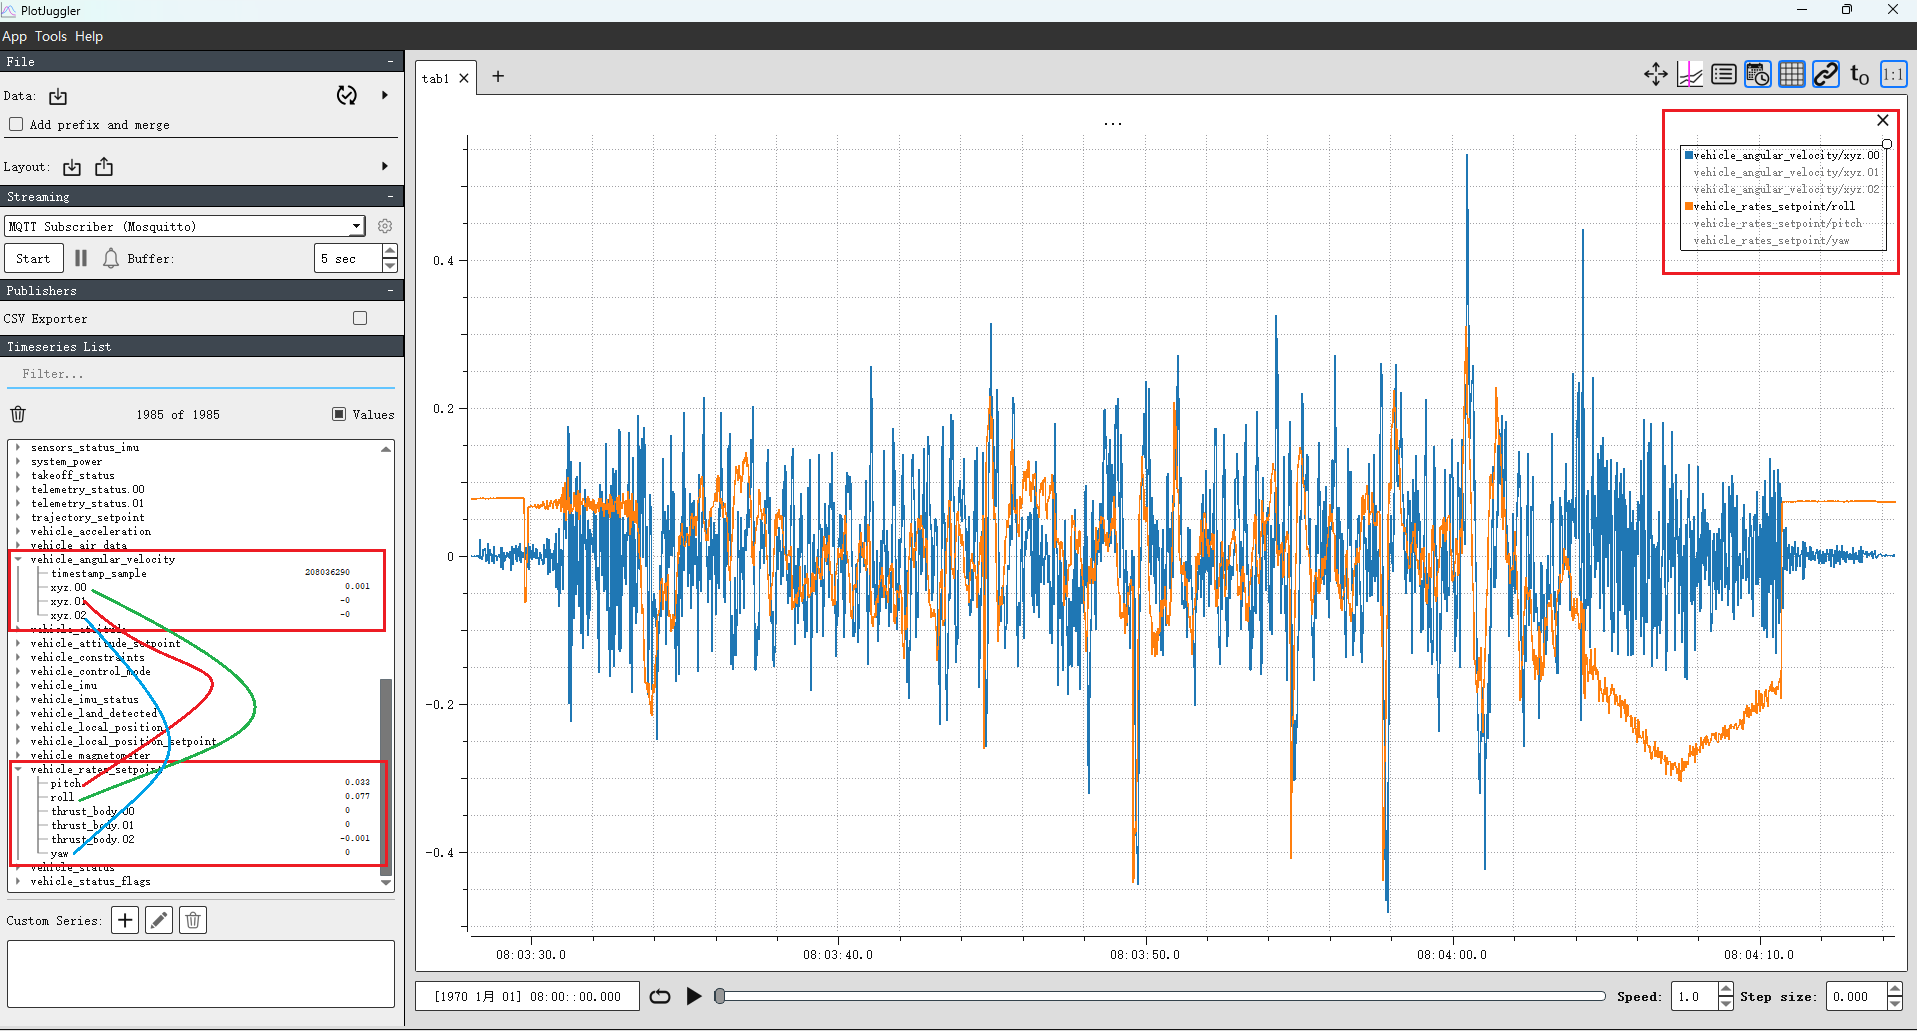 PlotJuggler
App Tools Help
File
Data:
Add prefix and merge
Layout:
Streaming
MQTT Subscriber (Mosquitto)
Start
Buffer:
5 sec
Publishers
CSV Exporter
Timeseries List
Filter...
1985 of 1985
Values
sensors_status_imu
system_power
takeoff_status
telemetry_status.00
telemetry_status.01
trajectory_setpoint
vehicle_acceleration
vehicle_air_data
vehicle_angular_velocity
timestamp_sample 208036290
xyz.00 0.001
xyz.01 -0
xyz.02 -0
vehicle_attitude
vehicle_attitude_setpoint
vehicle_constraints
vehicle_control_mode
vehicle_imu
vehicle_imu_status
vehicle_land_detected
vehicle_local_position
vehicle_local_position_setpoint
vehicle_magnetometer
vehicle_rates_setpoint
pitch 0.033
roll 0.077
thrust_body.00 0
thrust_body.01 0
thrust_body.02 -0.001
yaw 0
vehicle_status
vehicle_status_flags
Custom Series:
tab1
t0
1:1
...
vehicle_angular_velocity/xyz.00
vehicle_angular_velocity/xyz.01
vehicle_angular_velocity/xyz.02
vehicle_rates_setpoint/roll
vehicle_rates_setpoint/pitch
vehicle_rates_setpoint/yaw
0.4
0.2
0
-0.2
-0.4
08:03:30.0 08:03:40.0 08:03:50.0 08:04:00.0 08:04:10.0
[1970 1月 01] 08:00::00.000
Speed: 1.0
Step size: 0.000